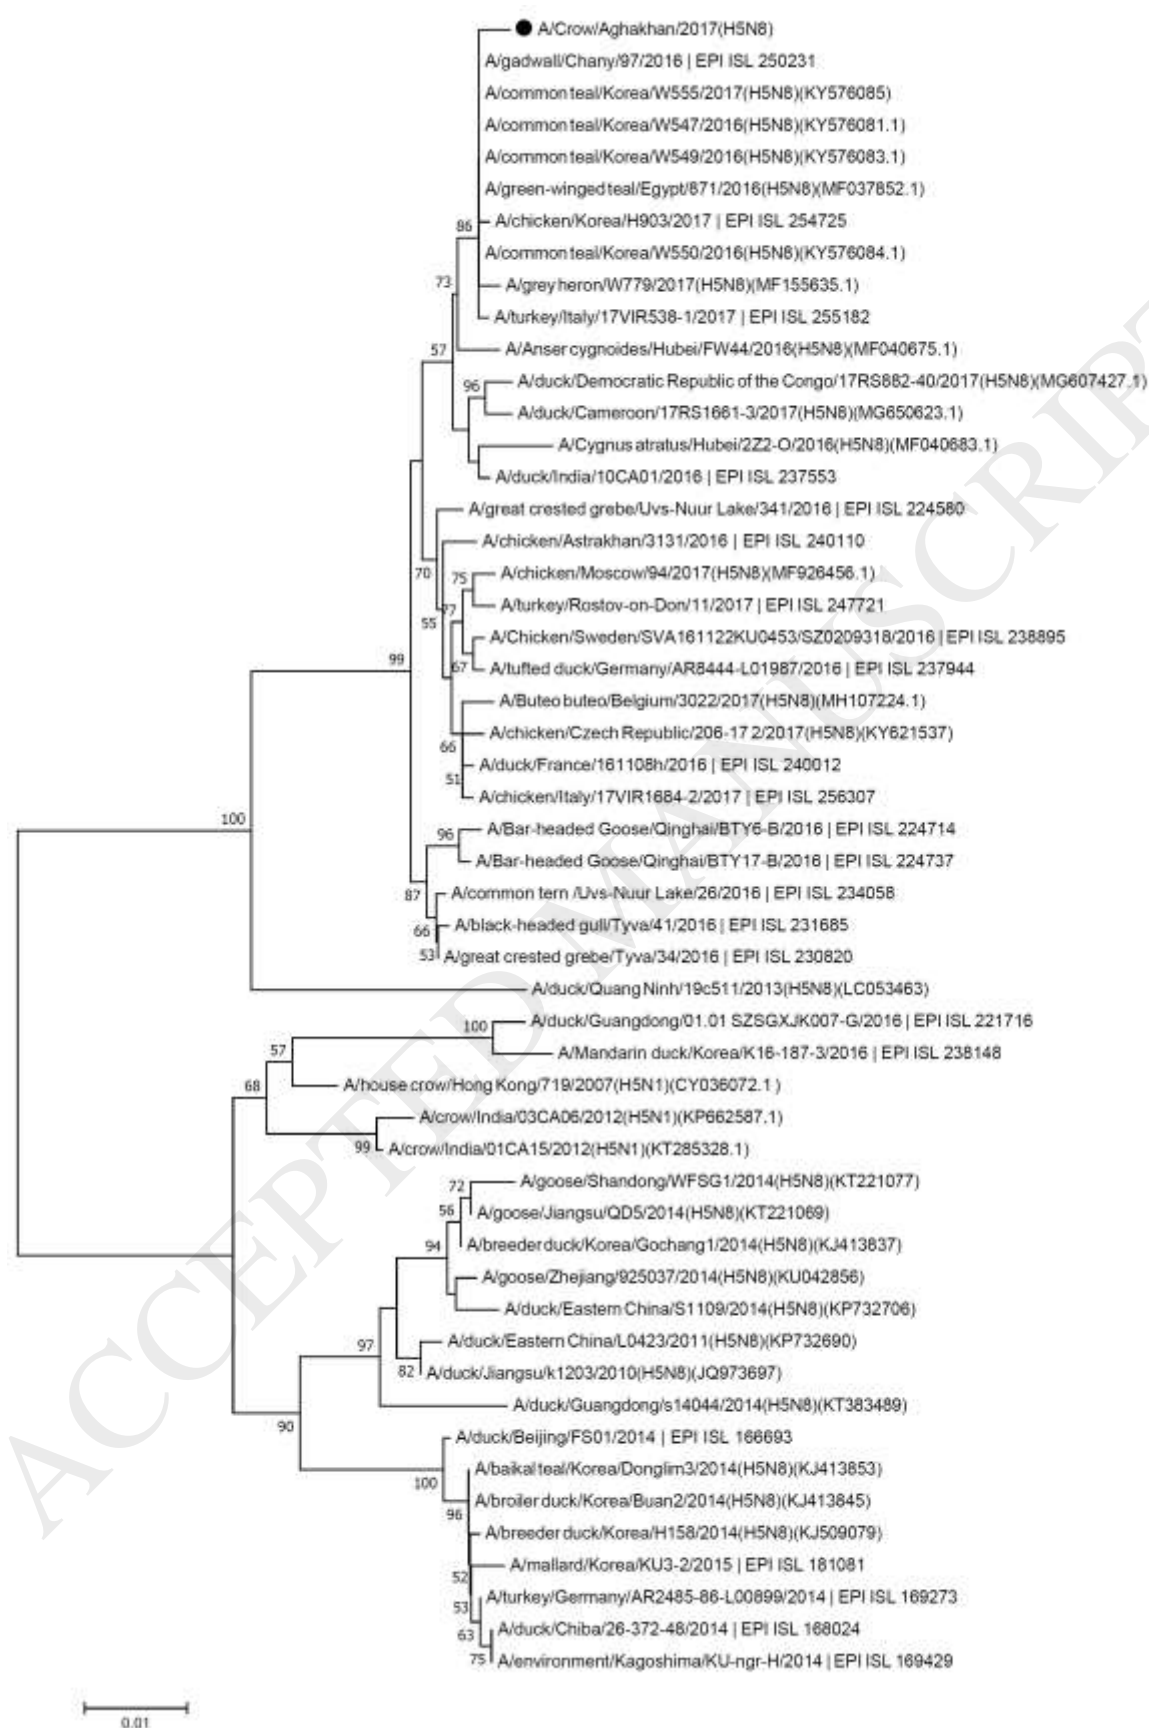 A/Crow/Aghakhan/2017(H5N8)
A/gadwall/Chany/97/2016 | EPI ISL 250231
A/common teal/Korea/W555/2017(H5N8)(KY576085)
A/common teal/Korea/W547/2016(H5N8)(KY576081.1)
A/common teal/Korea/W549/2016(H5N8)(KY576083.1)
A/green-winged teal/Egypt/871/2016(H5N8)(MF037852.1)
86 A/chicken/Korea/H903/2017 | EPI ISL 254725
A/common teal/Korea/W550/2016(H5N8)(KY576084.1)
73 A/grey heron/W779/2017(H5N8)(MF155635.1)
A/turkey/Italy/17VIR538-1/2017 | EPI ISL 255182
57 A/Anser cygnoides/Hubei/FW44/2016(H5N8)(MF040675.1)
96 A/duck/Democratic Republic of the Congo/17RS882-40/2017(H5N8)(MG607427.1)
A/duck/Cameroon/17RS1661-3/2017(H5N8)(MG650623.1)
A/Cygnus atratus/Hubei/2Z2-O/2016(H5N8)(MF040683.1)
A/duck/India/10CA01/2016 | EPI ISL 237553
A/great crested grebe/Uvs-Nuur Lake/341/2016 | EPI ISL 224580
A/chicken/Astrakhan/3131/2016 | EPI ISL 240110
70 75 A/chicken/Moscow/94/2017(H5N8)(MF926456.1)
77 A/turkey/Rostov-on-Don/11/2017 | EPI ISL 247721
55 A/Chicken/Sweden/SVA161122KU0453/SZ0209318/2016 | EPI ISL 238895
99 67 A/tufted duck/Germany/AR8444-L01987/2016 | EPI ISL 237944
A/Buteo buteo/Belgium/3022/2017(H5N8)(MH107224.1)
66 A/chicken/Czech Republic/206-17 2/2017(H5N8)(KY621537)
A/duck/France/161108h/2016 | EPI ISL 240012
51 A/chicken/Italy/17VIR1684-2/2017 | EPI ISL 256307
100 96 A/Bar-headed Goose/Qinghai/BTY6-B/2016 | EPI ISL 224714
A/Bar-headed Goose/Qinghai/BTY17-B/2016 | EPI ISL 224737
87 A/common tern /Uvs-Nuur Lake/26/2016 | EPI ISL 234058
66 A/black-headed gull/Tyva/41/2016 | EPI ISL 231685
53 A/great crested grebe/Tyva/34/2016 | EPI ISL 230820
A/duck/Quang Ninh/19c511/2013(H5N8)(LC053463)
100 A/duck/Guangdong/01.01 SZSGXJK007-G/2016 | EPI ISL 221716
57 A/Mandarin duck/Korea/K16-187-3/2016 | EPI ISL 238148
68 A/house crow/Hong Kong/719/2007(H5N1)(CY036072.1 )
A/crow/India/03CA06/2012(H5N1)(KP662587.1)
99 A/crow/India/01CA15/2012(H5N1)(KT285328.1)
72 A/goose/Shandong/WFSG1/2014(H5N8)(KT221077)
56 A/goose/Jiangsu/QD5/2014(H5N8)(KT221069)
94 A/breeder duck/Korea/Gochang1/2014(H5N8)(KJ413837)
A/goose/Zhejiang/925037/2014(H5N8)(KU042856)
A/duck/Eastern China/S1109/2014(H5N8)(KP732706)
97 A/duck/Eastern China/L0423/2011(H5N8)(KP732690)
82 A/duck/Jiangsu/k1203/2010(H5N8)(JQ973697)
A/duck/Guangdong/s14044/2014(H5N8)(KT383489)
90 A/duck/Beijing/FS01/2014 | EPI ISL 166693
A/baikal teal/Korea/Donglim3/2014(H5N8)(KJ413853)
100 96 A/broiler duck/Korea/Buan2/2014(H5N8)(KJ413845)
A/breeder duck/Korea/H158/2014(H5N8)(KJ509079)
52 A/mallard/Korea/KU3-2/2015 | EPI ISL 181081
53 A/turkey/Germany/AR2485-86-L00899/2014 | EPI ISL 169273
63 A/duck/Chiba/26-372-48/2014 | EPI ISL 168024
75 A/environment/Kagoshima/KU-ngr-H/2014 | EPI ISL 169429
0.01
ACCEPTED MANUSCRIPT